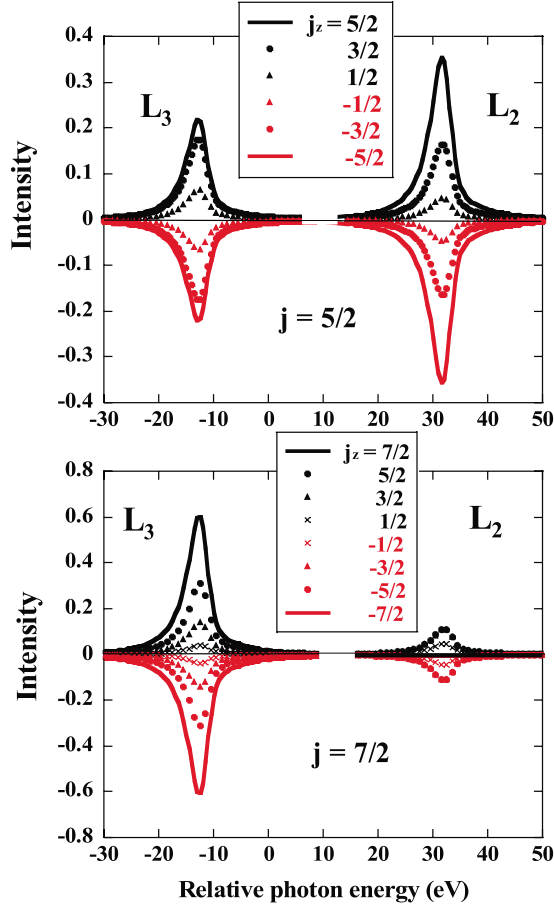 j z = 5/2
3/2
1/2
-1/2
-3/2
-5/2
L3
L2
0.4
0.3
0.2
0.1
0
-0.1
-0.2
-0.3
-0.4
Intensity
j = 5/2
-30 -20 -10 0 10 20 30 40 50
j z = 7/2
5/2
3/2
1/2
-1/2
-3/2
-5/2
-7/2
L3
L2
0.8
0.6
0.4
0.2
0
-0.2
-0.4
-0.6
-0.8
Intensity
j = 7/2
-30 -20 -10 0 10 20 30 40 50
Relative photon energy (eV)